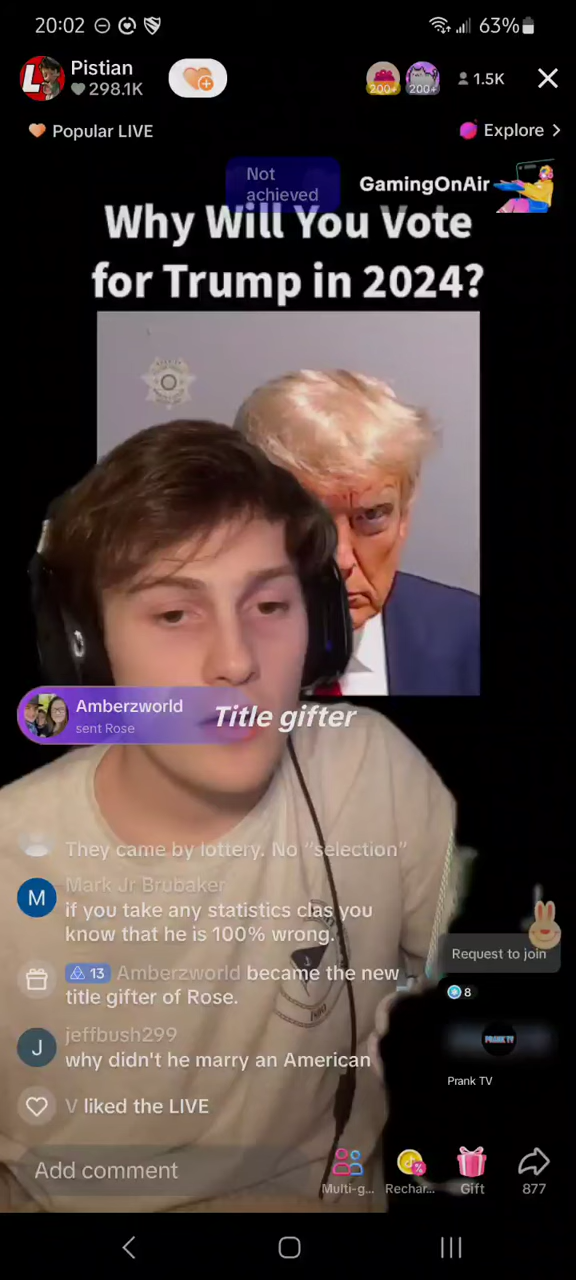 20:02
63%
Pistian
298.1K
200+
200+
1.5K
Popular LIVE
Explore >
Not
achieved
GamingOnAir
Why Will You Vote
for Trump in 2024?
Amberzworld
sent Rose
Title gifter
They came by lottery. No “selection”
Mark Jr Brubaker
M
if you take any statistics clas you
know that he is 100% wrong.
13 Amberzworld became the new
title gifter of Rose.
Request to join
8
PRANK TV
Prank TV
J
jeffbush299
why didn't he marry an American
V liked the LIVE
Add comment
Multi-g...
Rechar...
Gift
877